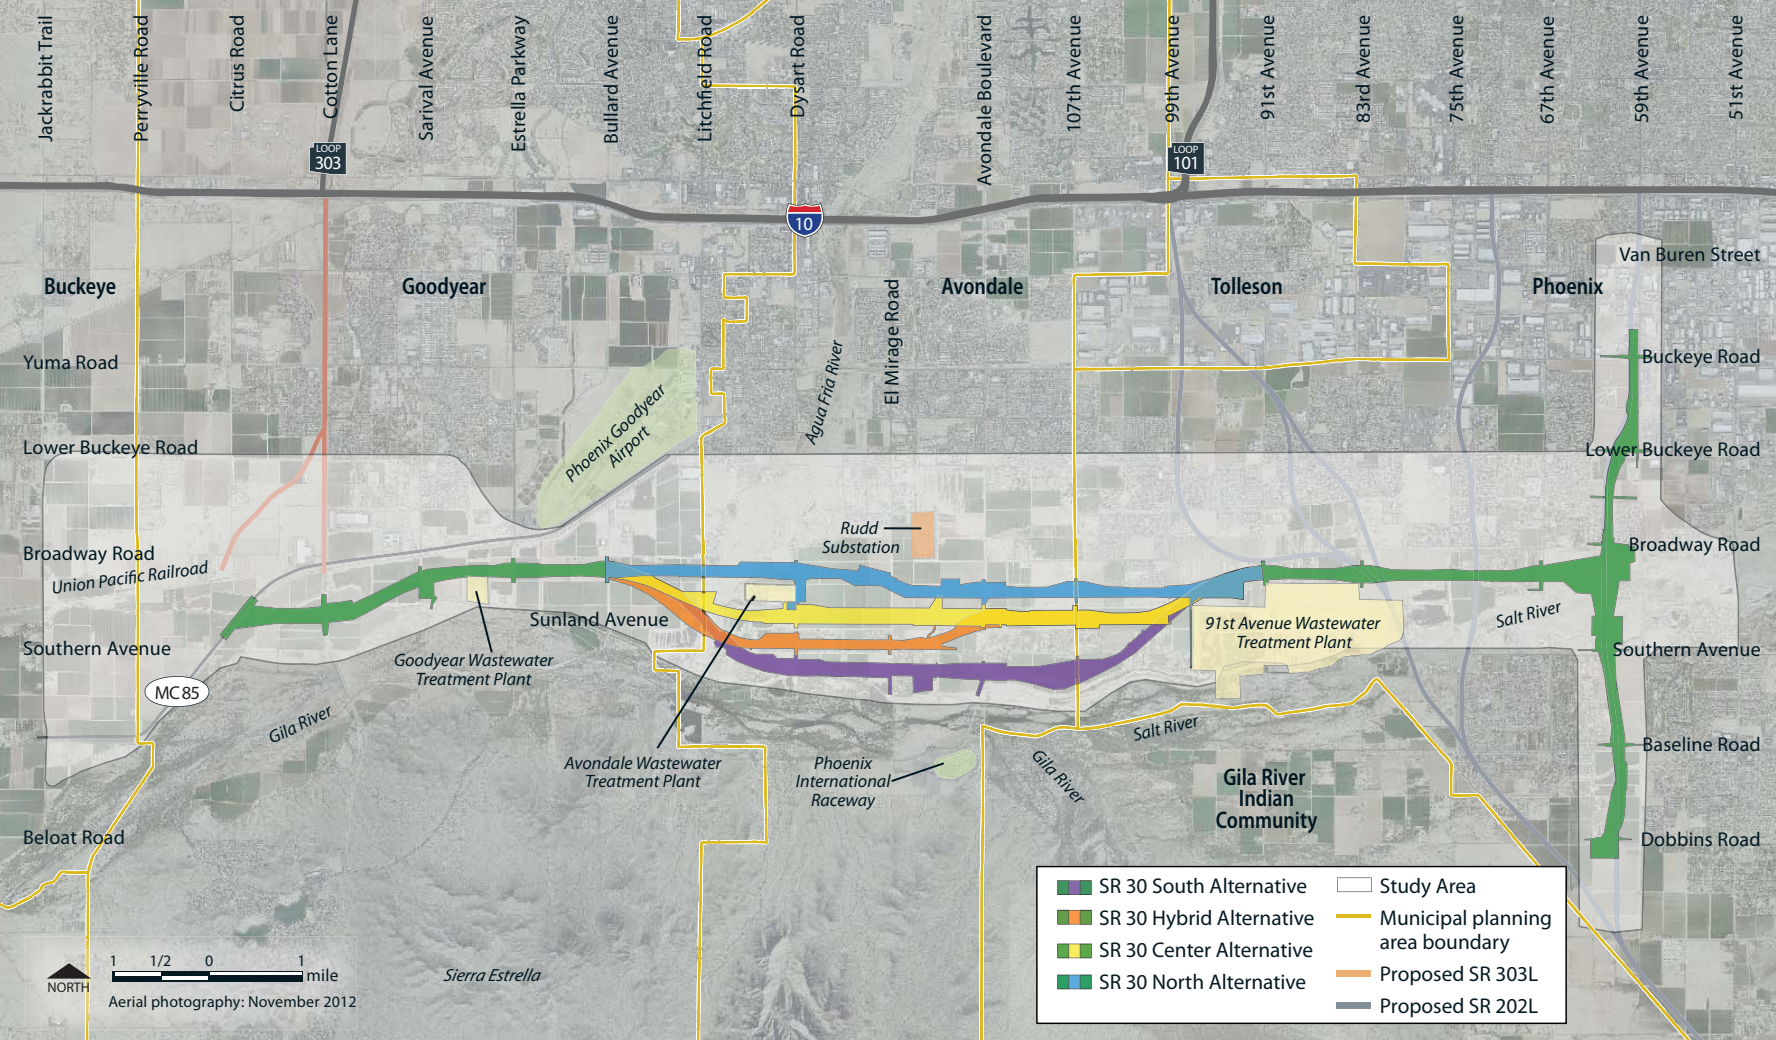 Jackrabbit Trail
Perryville Road
Citrus Road
Cotton Lane
Sarival Avenue
Estrella Parkway
Bullard Avenue
Litchfield Road
Dysart Road
Avondale Boulevard
107th Avenue
99th Avenue
91st Avenue
83rd Avenue
75th Avenue
67th Avenue
59th Avenue
51st Avenue
LOOP
303
LOOP
101
10
Van Buren Street
Buckeye
Goodyear
Avondale
Tolleson
Phoenix
El Mirage Road
Agua Fria River
Yuma Road
Buckeye Road
Phoenix Goodyear
Airport
Lower Buckeye Road
Lower Buckeye Road
Rudd
Substation
Broadway Road
Broadway Road
Union Pacific Railroad
Sunland Avenue
Salt River
91st Avenue Wastewater
Treatment Plant
Southern Avenue
Southern Avenue
Goodyear Wastewater
Treatment Plant
MC 85
Gila River
Salt River
Baseline Road
Avondale Wastewater
Treatment Plant
Phoenix
International
Raceway
Gila River
Gila River
Indian
Community
Beloat Road
Dobbins Road
SR 30 South Alternative
SR 30 Hybrid Alternative
SR 30 Center Alternative
SR 30 North Alternative
Study Area
Municipal planning
area boundary
Proposed SR 303L
Proposed SR 202L
Sierra Estrella
1 1/2 0 1
mile
NORTH
Aerial photography: November 2012